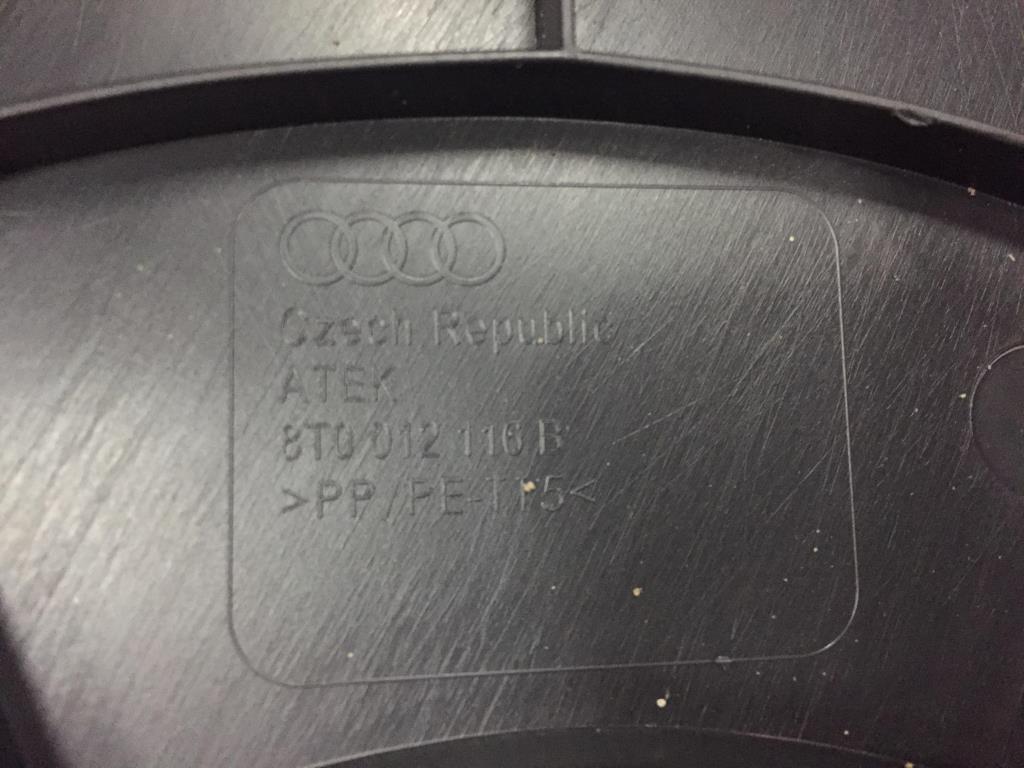 Czech Republic
ATEK
8T0 012 116 B
>PP/PE-T15<